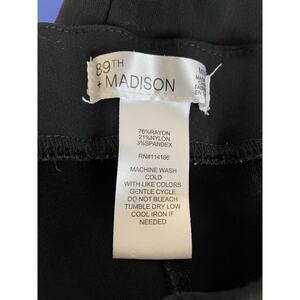 89TH
+ MADISON
76%RAYON
21%NYLON
3%SPANDEX
RN#114186
MACHINE WASH
COLD
WITH LIKE COLORS
GENTLE CYCLE
DO NOT BLEACH
TUMBLE DRY LOW
COOL IRON IF
NEEDED